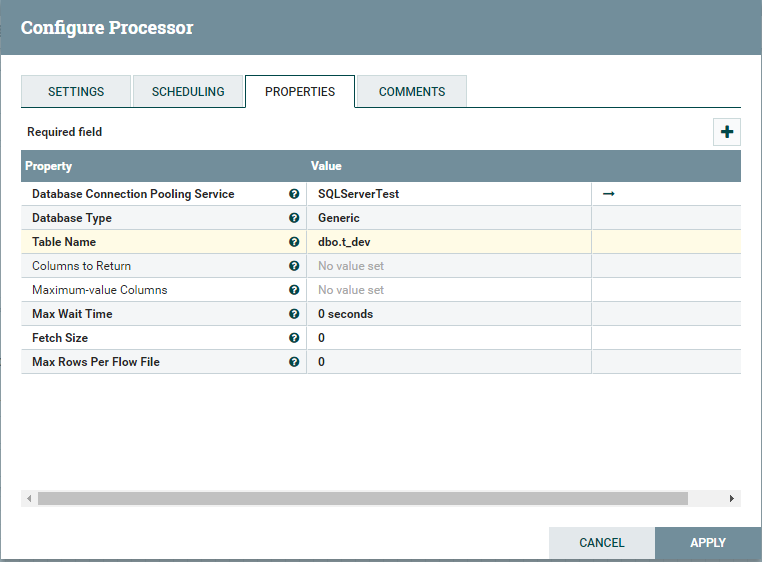 Configure Processor
SETTINGS SCHEDULING PROPERTIES COMMENTS
Required field
Property Value
Database Connection Pooling Service SQLServerTest
Database Type Generic
Table Name dbo.t_dev
Columns to Return No value set
Maximum-value Columns No value set
Max Wait Time 0 seconds
Fetch Size 0
Max Rows Per Flow File 0
CANCEL APPLY